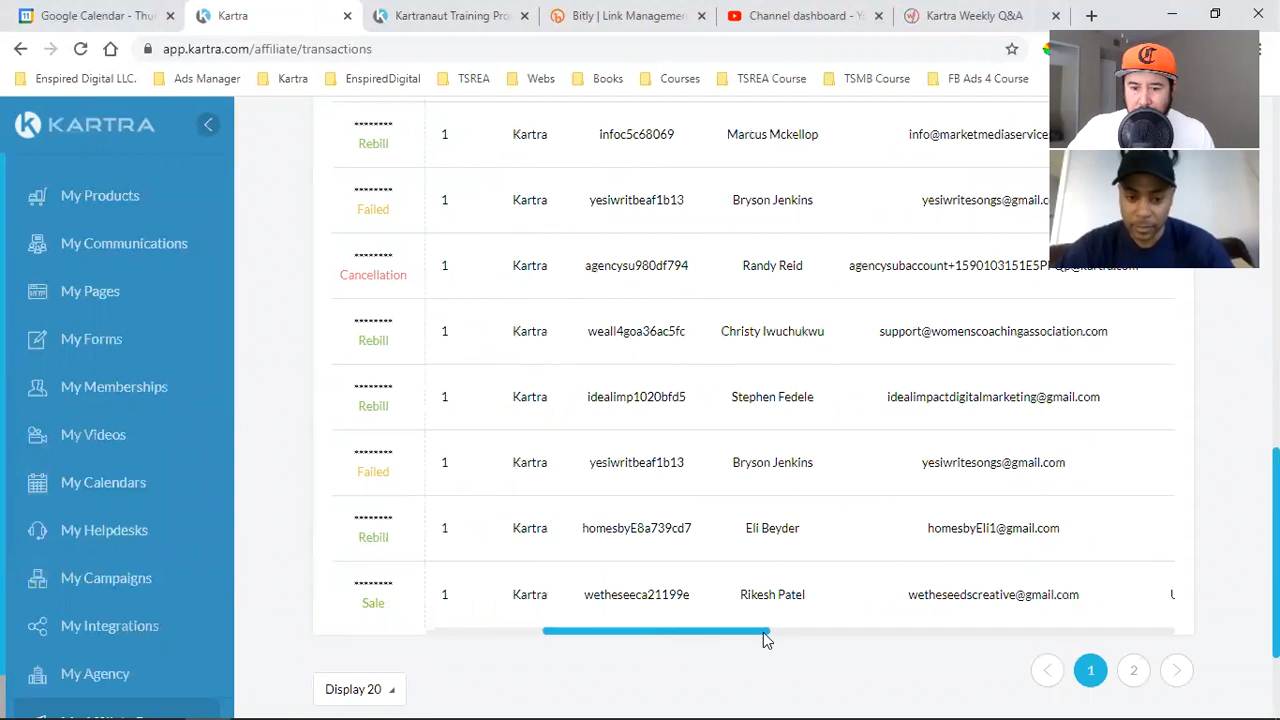 Google Calendar - Thu
Kartra
Kartranaut Training Pro
Bitly | Link Management
Channel dashboard - Y
Kartra Weekly Q&A
app.kartra.com/affiliate/transactions
Enspired Digital LLC.
Ads Manager
Kartra
EnspiredDigital
TSREA
Webs
Books
Courses
TSREA Course
TSMB Course
FB Ads 4 Course
KARTRA
My Products
My Communications
My Pages
My Forms
My Memberships
My Videos
My Calendars
My Helpdesks
My Campaigns
My Integrations
My Agency
******** Rebill 1 Kartra infoc5c68069 Marcus Mckellop info@marketmediaservice
******** Failed 1 Kartra yesiwritbeaf1b13 Bryson Jenkins yesiwritesongs@gmail.c
******** Cancellation 1 Kartra agencysu980df794 Randy Reid
******** Rebill 1 Kartra weall4goa36ac5fc Christy Iwuchukwu support@womenscoachingassociation.com
******** Rebill 1 Kartra idealimp1020bfd5 Stephen Fedele idealimpactdigitalmarketing@gmail.com
******** Failed 1 Kartra yesiwritbeaf1b13 Bryson Jenkins yesiwritesongs@gmail.com
******** Rebill 1 Kartra homesbyE8a739cd7 Eli Beyder homesbyEli1@gmail.com
******** Sale 1 Kartra wetheseeca21199e Rikesh Patel wetheseedscreative@gmail.com
Display 20
1
2